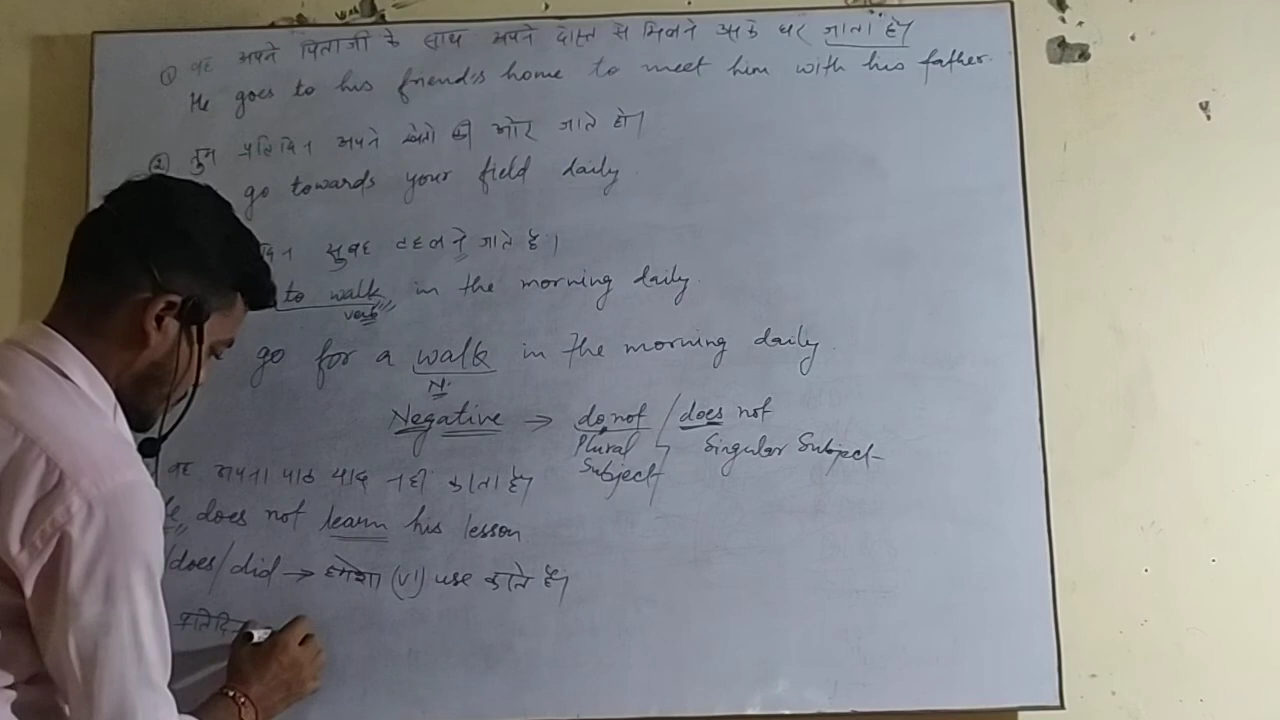 ① वह अपने पिताजी के साथ अपने दोस्त से मिलने उसके घर जाता है।
He goes to his friend's home to meet him with his father.
② तुम प्रतिदिन अपने खेतो की ओर जाते हो।
go towards your field daily.
दिन सुबह टहलने जाते है।
to walk in the morning daily.
verb
go for a walk in the morning daily.
N.
Negative → do not / does not
Plural Subject Singular Subject
वह अपना पाठ याद नही करता है।
does not learn his lesson.
/does/did → हमेशा (V1) use करते है।
प्रतिदिन